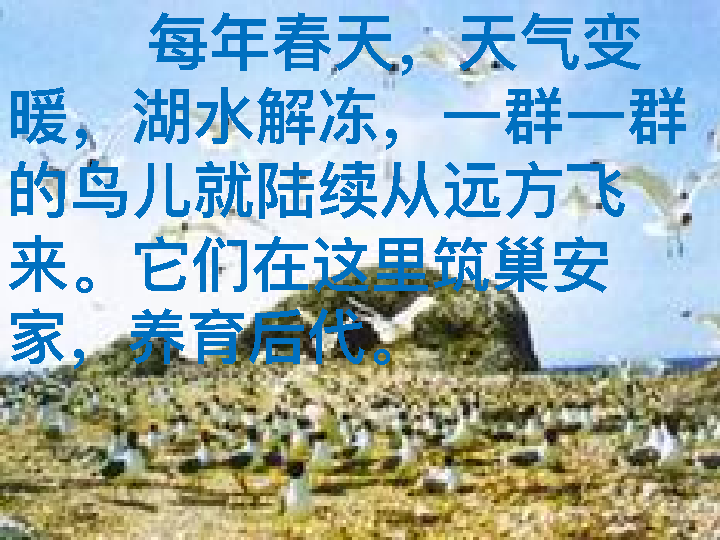 每年春天，天气变
暖，湖水解冻，一群一群
的鸟儿就陆续从远方飞
来。它们在这里筑巢安
家，养育后代。